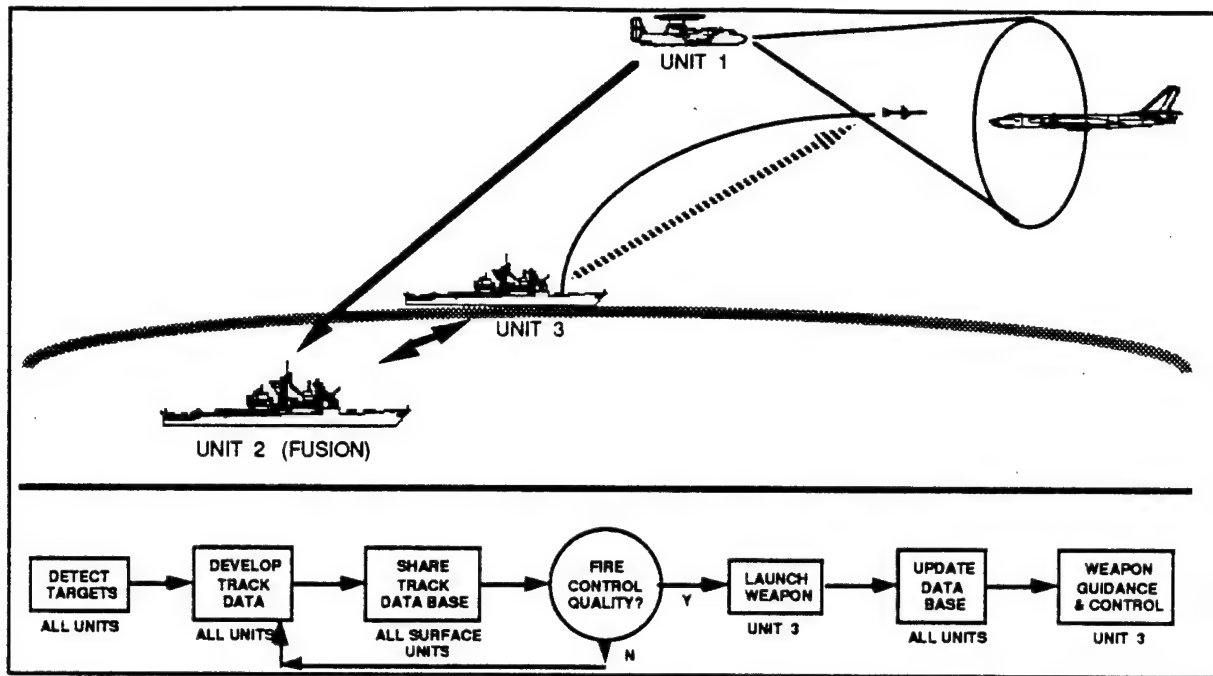 UNIT 1
UNIT 3
UNIT 2 (FUSION)
DETECT
TARGETS
ALL UNITS
DEVELOP
TRACK
DATA
ALL UNITS
SHARE
TRACK
DATA BASE
ALL SURFACE
UNITS
FIRE
CONTROL
QUALITY?
Y
N
LAUNCH
WEAPON
UNIT 3
UPDATE
DATA
BASE
ALL UNITS
WEAPON
GUIDANCE
& CONTROL
UNIT 3